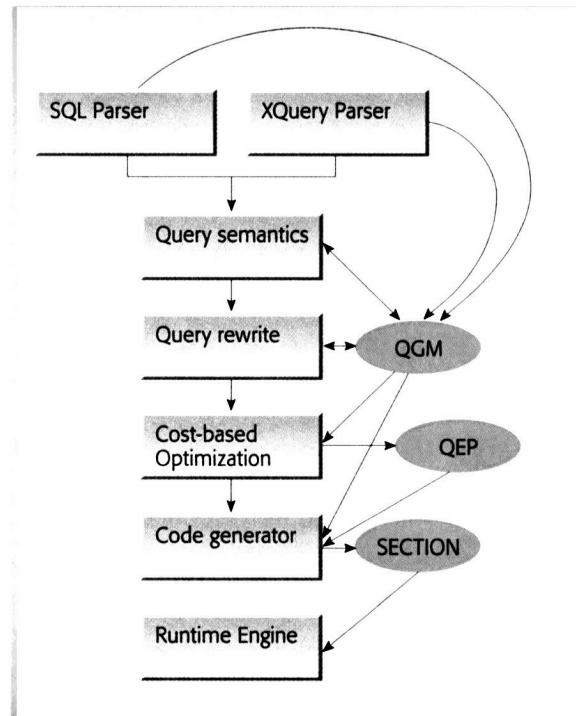 SQL Parser
XQuery Parser
Query semantics
Query rewrite
QGM
Cost-based
Optimization
QEP
Code generator
SECTION
Runtime Engine